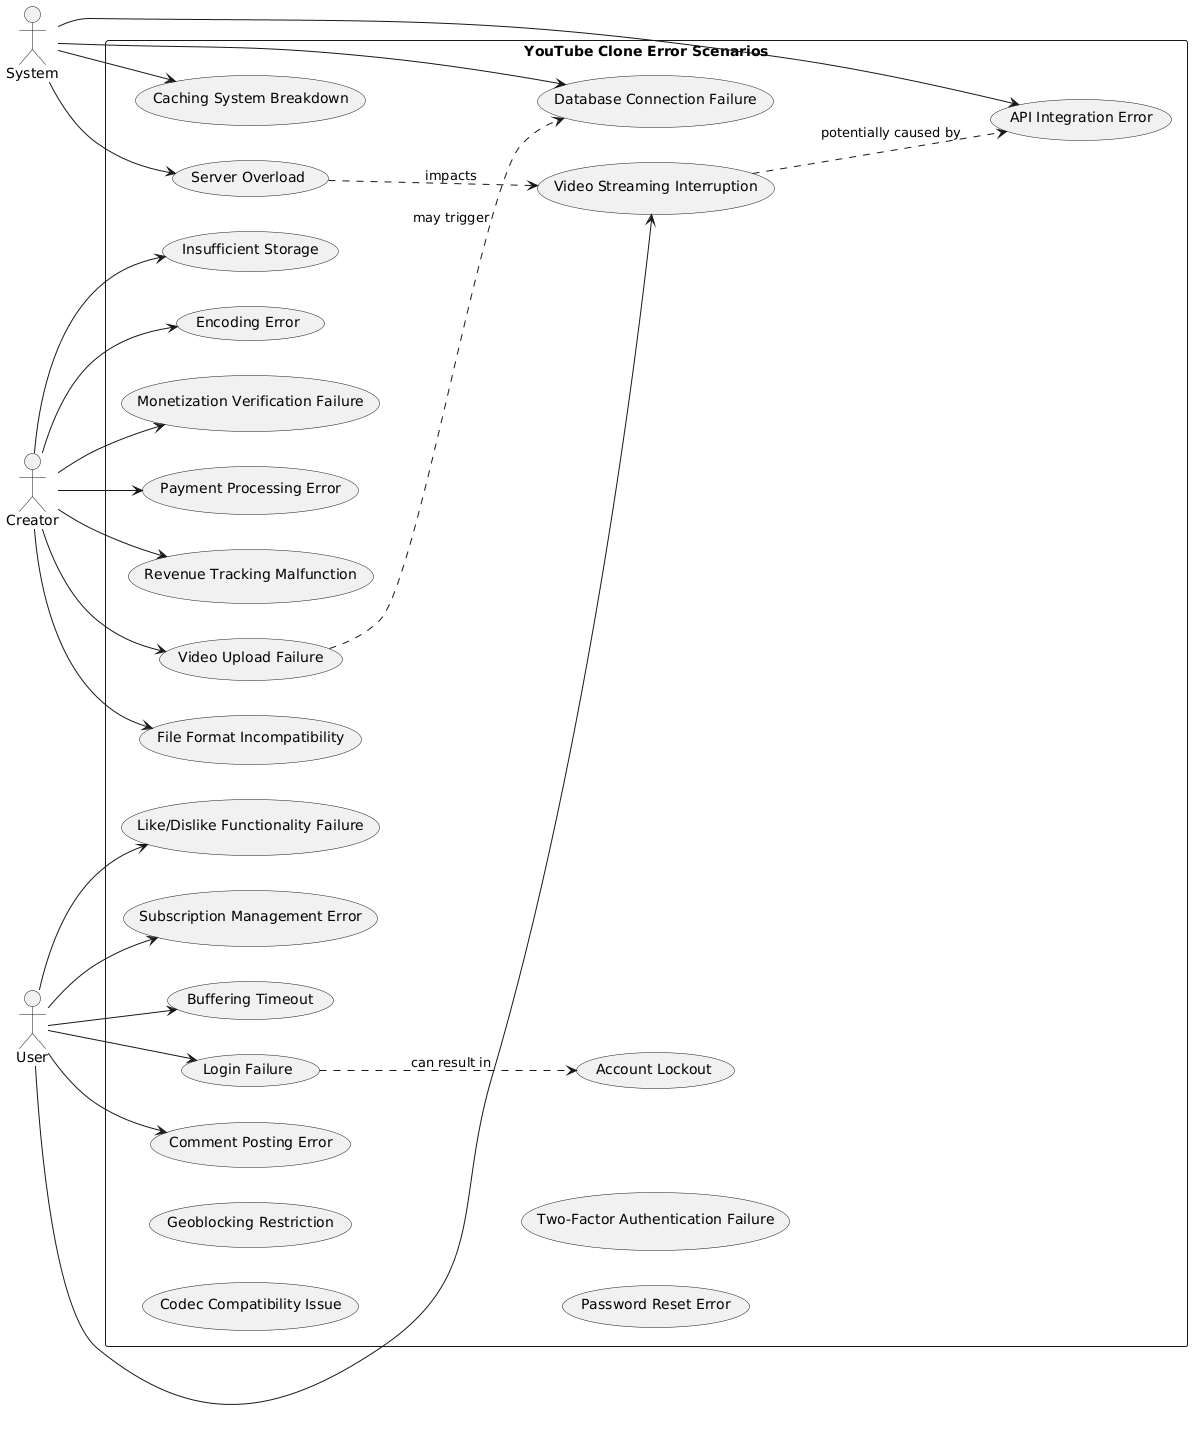 System
YouTube Clone Error Scenarios
Caching System Breakdown
Database Connection Failure
API Integration Error
potentially caused by
Server Overload
impacts
Video Streaming Interruption
may trigger
Insufficient Storage
Encoding Error
Monetization Verification Failure
Payment Processing Error
Creator
Revenue Tracking Malfunction
Video Upload Failure
File Format Incompatibility
Like/Dislike Functionality Failure
Subscription Management Error
Buffering Timeout
User
Login Failure
can result in
Account Lockout
Comment Posting Error
Geoblocking Restriction
Two-Factor Authentication Failure
Codec Compatibility Issue
Password Reset Error